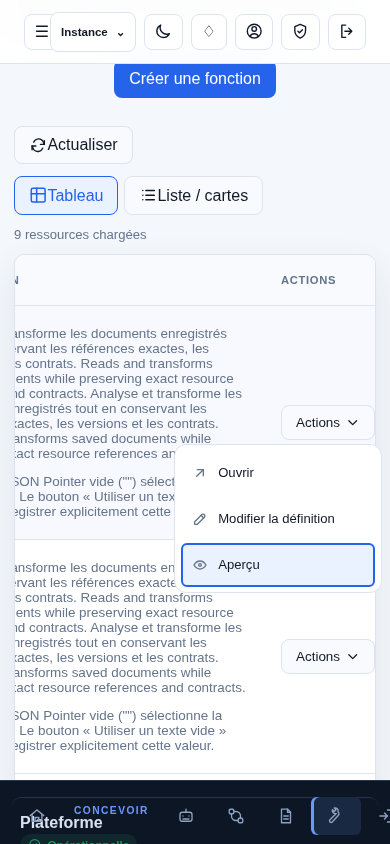 Instance
Créer une fonction
Actualiser
Tableau
Liste / cartes
9 ressources chargées
N
ACTIONS
ansforme les documents enregistrés
ervant les références exactes, les
s contrats. Reads and transforms
ents while preserving exact resource
nd contracts. Analyse et transforme les
nregistrés tout en conservant les
xactes, les versions et les contrats.
ansforms saved documents while
xact resource references an
Actions
SON Pointer vide ("") sélect
Le bouton « Utiliser un tex
egistrer explicitement cette
Ouvrir
Modifier la définition
Aperçu
ansforme les documents en
ervant les références exacte
s contrats. Reads and transforms
ents while preserving exact resource
nd contracts. Analyse et transforme les
nregistrés tout en conservant les
xactes, les versions et les contrats.
ansforms saved documents while
xact resource references and contracts.
Actions
SON Pointer vide ("") sélectionne la
Le bouton « Utiliser un texte vide »
egistrer explicitement cette valeur.
CONCEVOIR
Plateforme
Opérationnelle